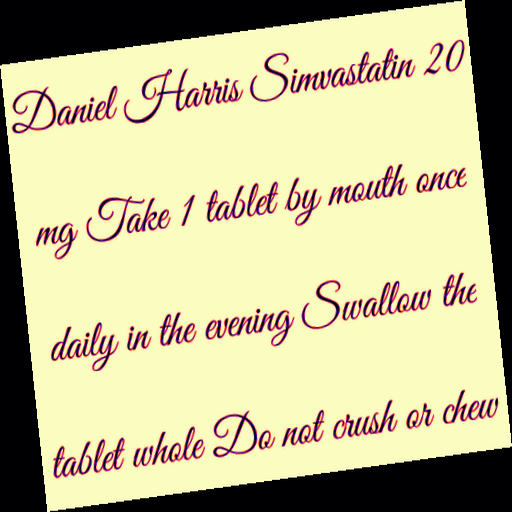 Daniel Harris Simvastatin 20
mg Take 1 tablet by mouth once
daily in the evening Swallow the
tablet whole Do not crush or chew